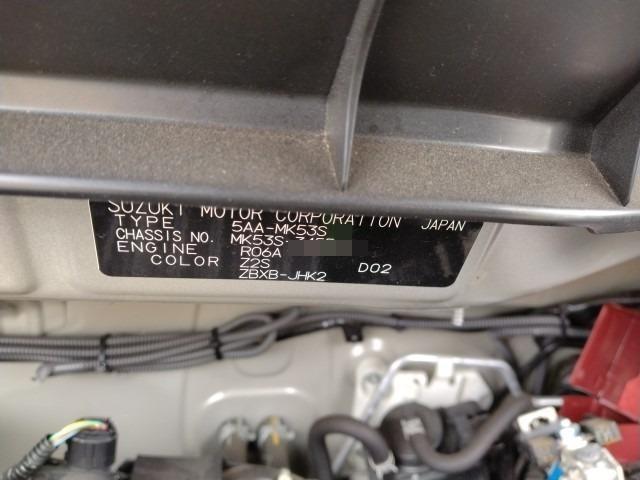 SUZUKI MOTOR CORPORATION JAPAN
TYPE 5AA-MK53S
CHASSIS NO. MK53S-
ENGINE R06A
COLOR Z2S D02
ZBXB-JHK2